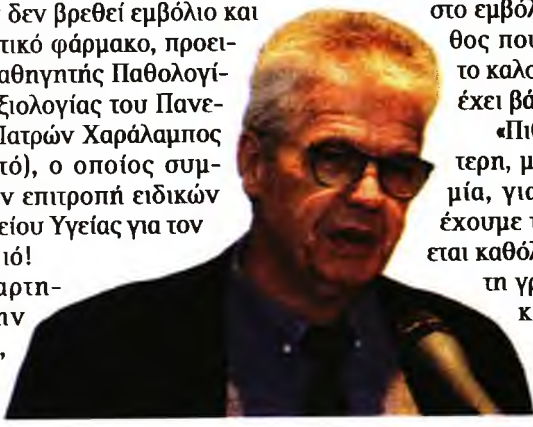 δεν βρεθεί εμβόλιο και
τικό φάρμακο, προει-
αθηγητής Παθολογί-
ξιολογίας του Πανε-
Πατρών Χαράλαμπος
τό), ο οποίος συμ-
ν επιτροπή ειδικών
είου Υγείας για τον
ιό!
αρτη-
ην
,
στο εμβόλ
θος που
το καλο
έχει βά
«Πιθ
τερη, μ
μία, για
έχουμε τ
εται καθόλ
τη γρ
κ